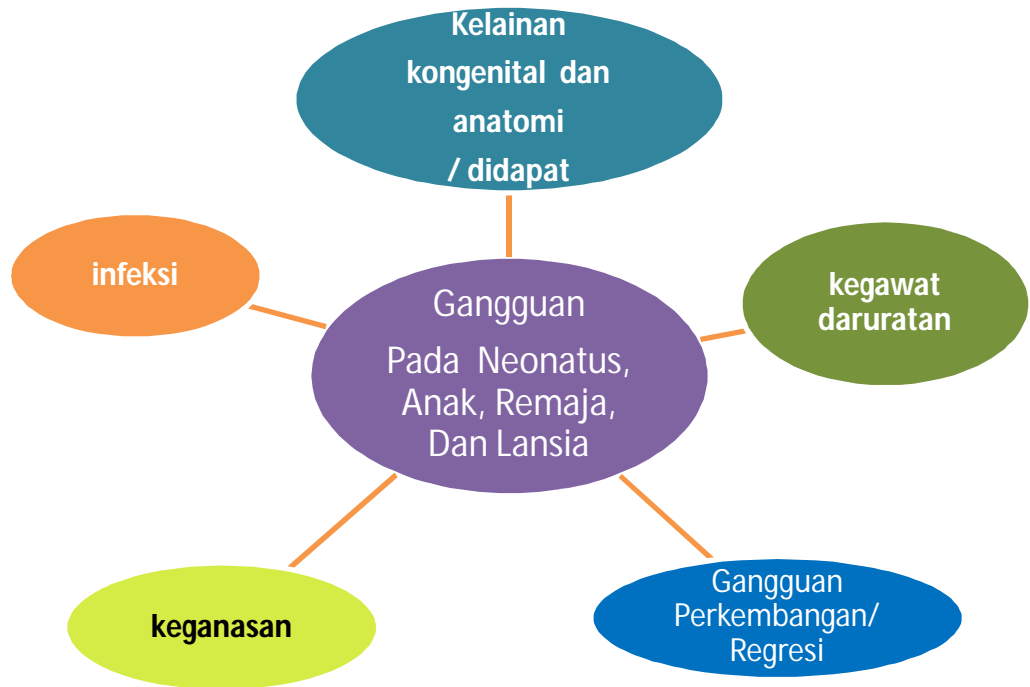 Kelainan
kongenital dan
anatomi
/ didapat
infeksi
kegawat
daruratan
Gangguan
Pada Neonatus,
Anak, Remaja,
Dan Lansia
keganasan
Gangguan
Perkembangan/
Regresi